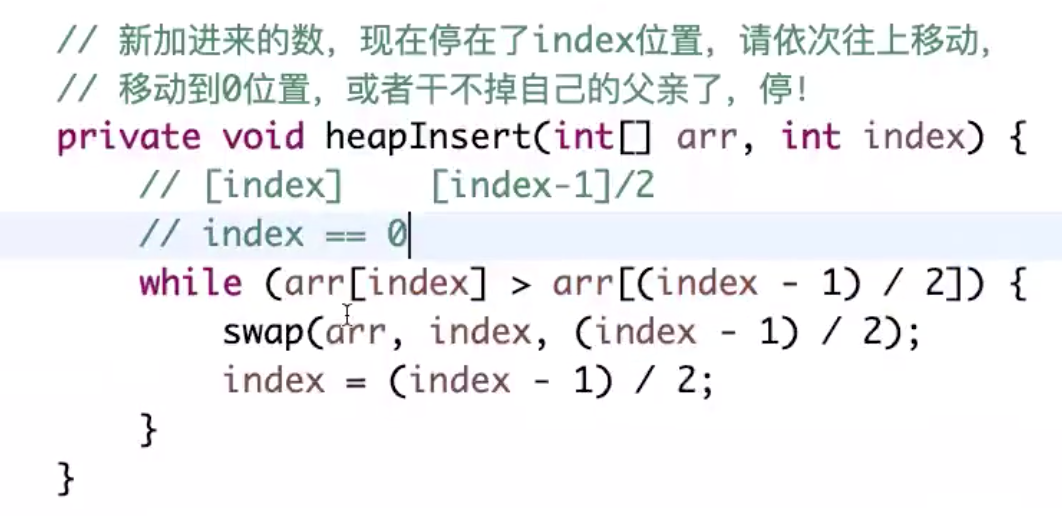 // 新加进来的数，现在停在了index位置，请依次往上移动，
// 移动到0位置，或者干不掉自己的父亲了，停！
private void heapInsert(int[] arr, int index) {
// [index]    [index-1]/2
// index == 0
while (arr[index] > arr[(index - 1) / 2]) {
swap(arr, index, (index - 1) / 2);
index = (index - 1) / 2;
}
}